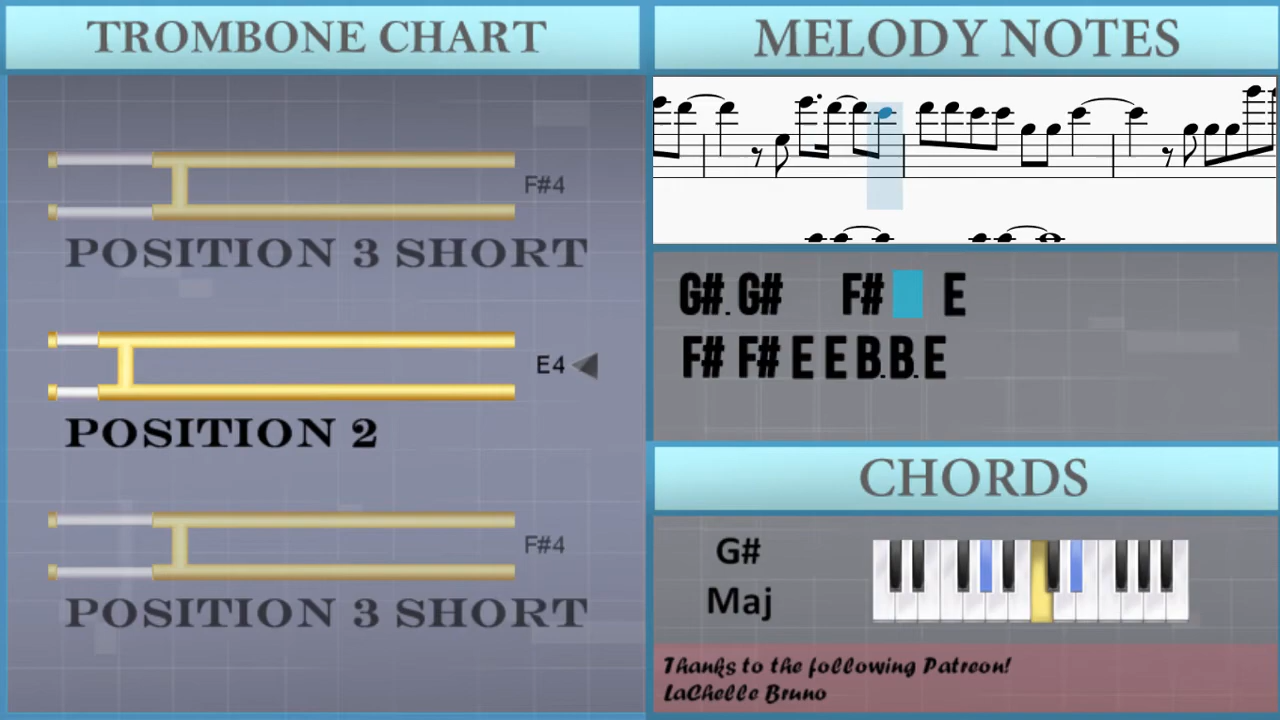 TROMBONE CHART
F#4
POSITION 3 SHORT
E4
POSITION 2
F#4
POSITION 3 SHORT
MELODY NOTES
G#. G# F# E
F# F# E E B. B. E
CHORDS
G#
Maj
Thanks to the following Patreon!
LaChelle Bruno